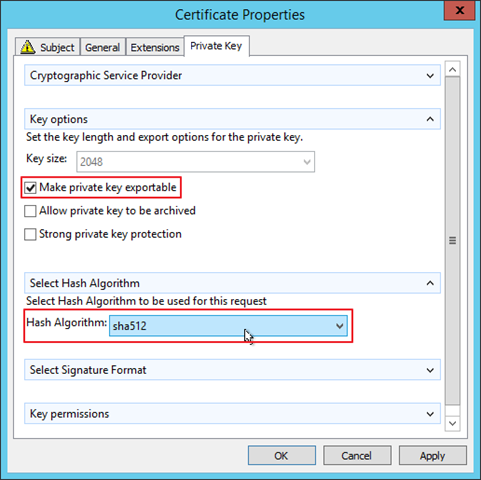 Certificate Properties
Subject General Extensions Private Key
Cryptographic Service Provider
Key options
Set the key length and export options for the private key.
Key size: 2048
Make private key exportable
Allow private key to be archived
Strong private key protection
Select Hash Algorithm
Select Hash Algorithm to be used for this request
Hash Algorithm: sha512
Select Signature Format
Key permissions
OK Cancel Apply